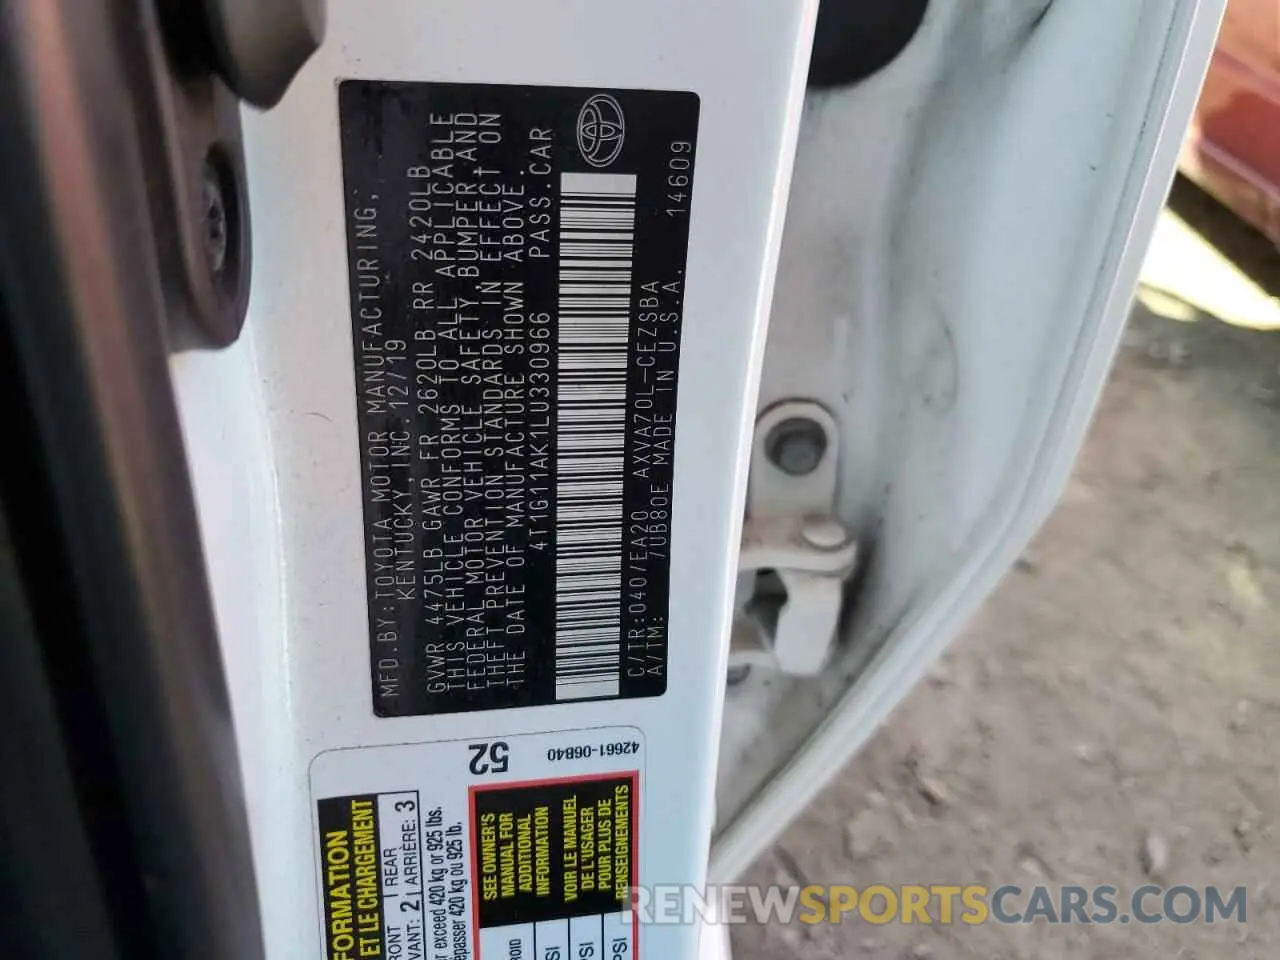 MFD.BY:TOYOTA MOTOR MANUFACTURING,
KENTUCKY,INC.12/19
GVWR 4475LB GAWR FR 2620LB RR 2420LB
THIS VEHICLE CONFORMS TO ALL APPLICABLE
FEDERAL MOTOR VEHICLE SAFETY,BUMPER,AND
THEFT PREVENTION STANDARDS IN EFFECT ON
THE DATE OF MANUFACTURE SHOWN ABOVE.
4T1G11AK1LU330966 PASS.CAR
C/TR:040/EA20 AXVA70L-CEZSBA
A/TM: /UB80E MADE IN U.S.A. 14609
52
42661-06B40
FORMATION
ET LE CHARGEMENT
REAR
VANT: 2 ARRIÈRE: 3
exceed 420 kg or 925 lbs.
420 kg ou 925 lb.
SEE OWNER'S
MANUAL FOR
ADDITIONAL
INFORMATION
VOIR LE MANUEL
DE L'USAGER
POUR PLUS DE
RENSEIGNEMENTS
PSI
RENEWSPORTSCARS.COM